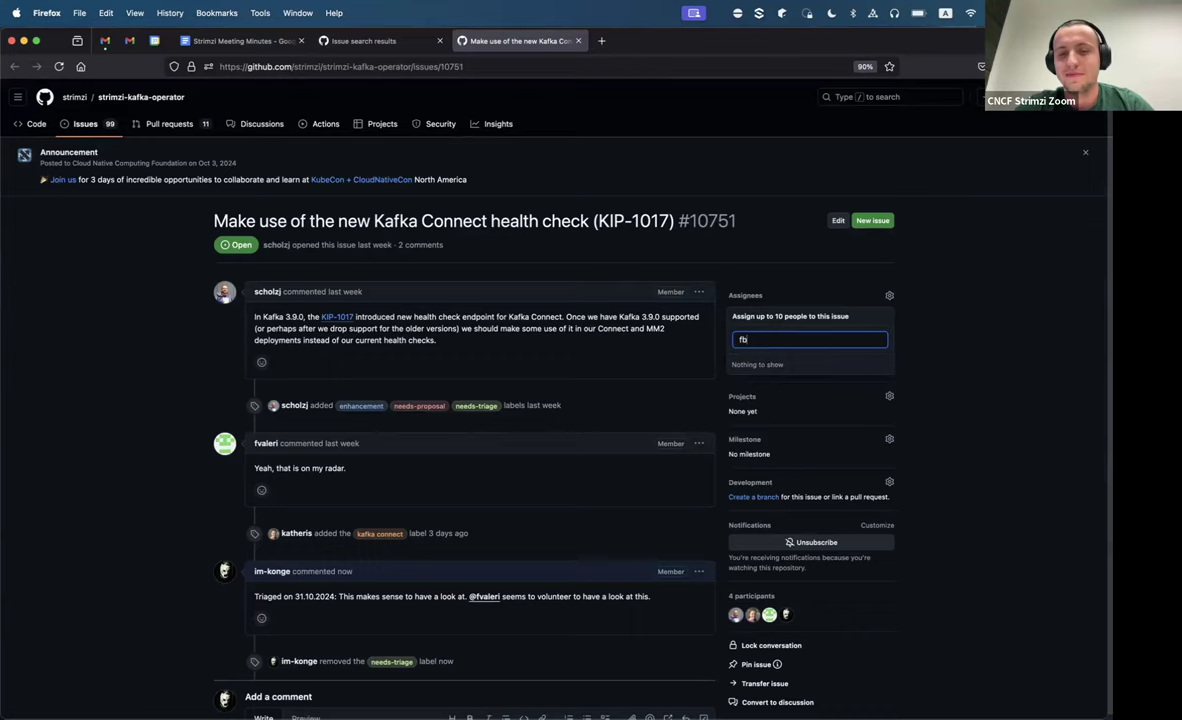 Firefox File Edit View History Bookmarks Tools Window Help
A
Strimzi Meeting Minutes - Goog
Issue search results
Make use of the new Kafka Con
https://github.com/strimzi/strimzi-kafka-operator/issues/10751
90%
CNCF Strimzi Zoom
strimzi / strimzi-kafka-operator
Type / to search
Code
Issues 99
Pull requests 11
Discussions
Actions
Projects
Security
Insights
Announcement
Posted to Cloud Native Computing Foundation on Oct 3, 2024
🎉 Join us for 3 days of incredible opportunities to collaborate and learn at KubeCon + CloudNativeCon North America
Make use of the new Kafka Connect health check (KIP-1017) #10751
Edit
New issue
Open
scholzj opened this issue last week · 2 comments
scholzj commented last week
Member
In Kafka 3.9.0, the KIP-1017 introduced new health check endpoint for Kafka Connect. Once we have Kafka 3.9.0 supported
(or perhaps after we drop support for the older versions) we should make some use of it in our Connect and MM2
deployments instead of our current health checks.
scholzj added enhancement needs-proposal needs-triage labels last week
fvaleri commented last week
Member
Yeah, that is on my radar.
katheris added the kafka connect label 3 days ago
im-konge commented now
Member
Triaged on 31.10.2024: This makes sense to have a look at. @fvaleri seems to volunteer to have a look at this.
im-konge removed the needs-triage label now
Add a comment
Write
Preview
Assignees
Assign up to 10 people to this issue
fb
Nothing to show
Projects
None yet
Milestone
No milestone
Development
Create a branch for this issue or link a pull request.
Notifications
Customize
Unsubscribe
You're receiving notifications because you're
watching this repository.
4 participants
Lock conversation
Pin issue
Transfer issue
Convert to discussion